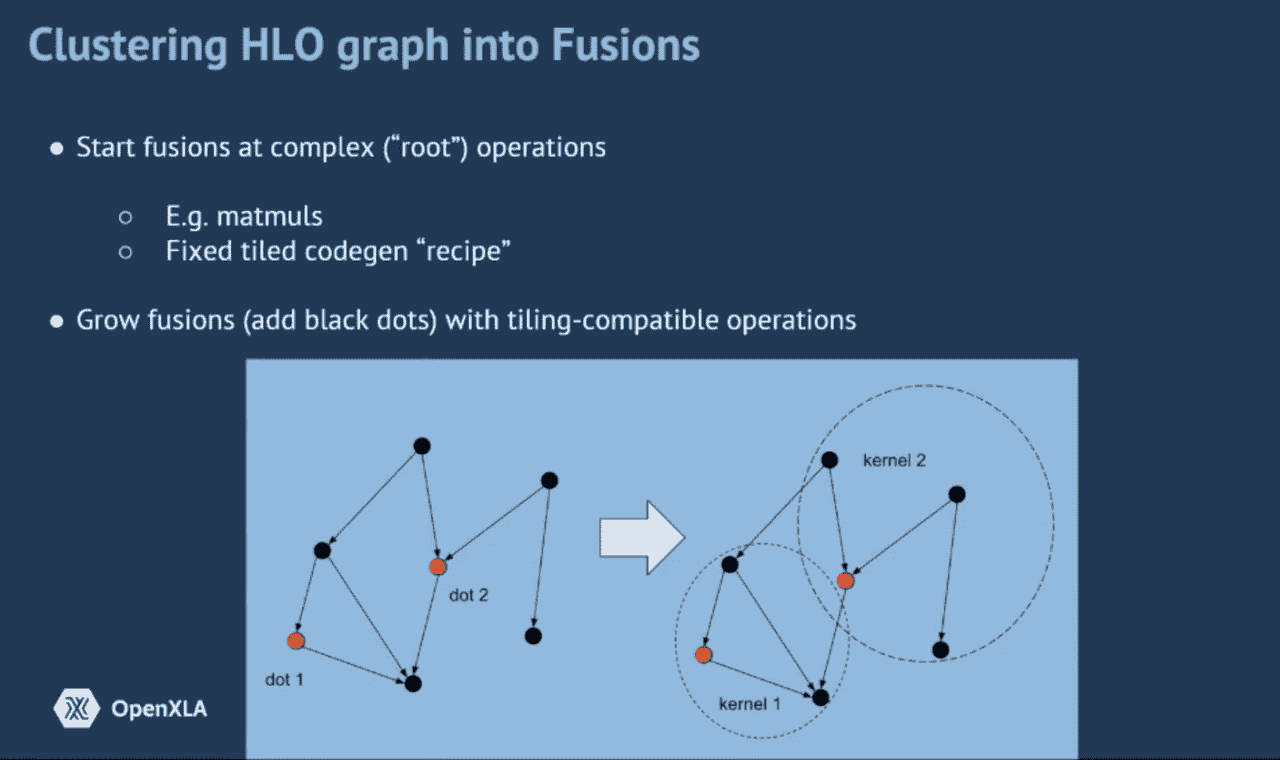 Clustering HLO graph into Fusions
● Start fusions at complex (“root”) operations
○ E.g. matmuls
○ Fixed tiled codegen “recipe”
● Grow fusions (add black dots) with tiling-compatible operations
kernel 2
dot 2
dot 1
kernel 1
OpenXLA